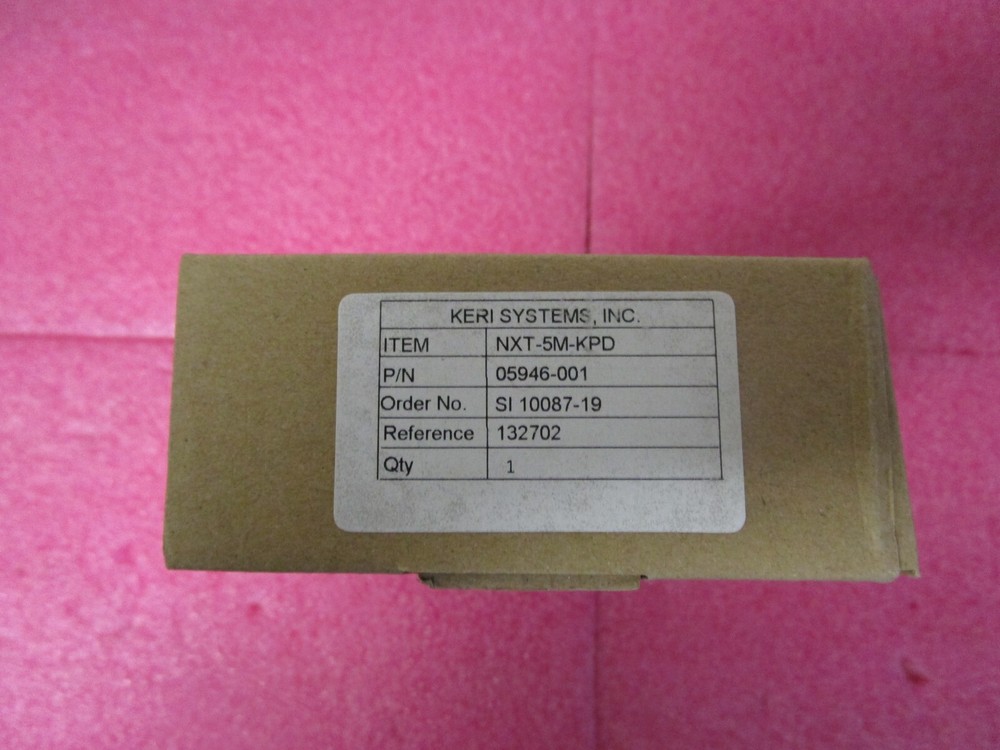 KERI SYSTEMS, INC.
ITEM NXT-5M-KPD
P/N 05946-001
Order No. SI 10087-19
Reference 132702
Qty 1